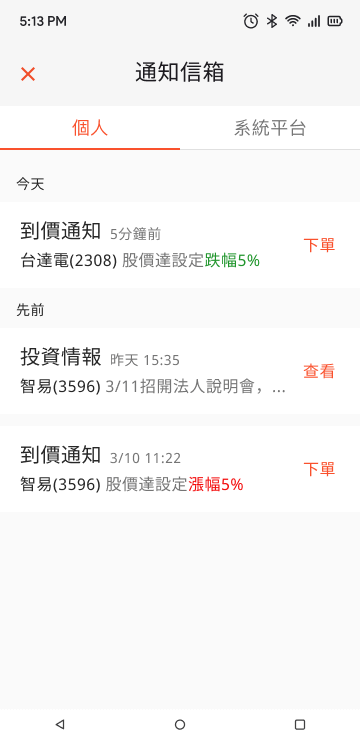 5:13 PM
通知信箱
個人 系統平台
今天
到價通知 5分鐘前
台達電(2308) 股價達設定跌幅5%
下單
先前
投資情報 昨天 15:35
智易(3596) 3/11招開法人說明會，...
查看
到價通知 3/10 11:22
智易(3596) 股價達設定漲幅5%
下單